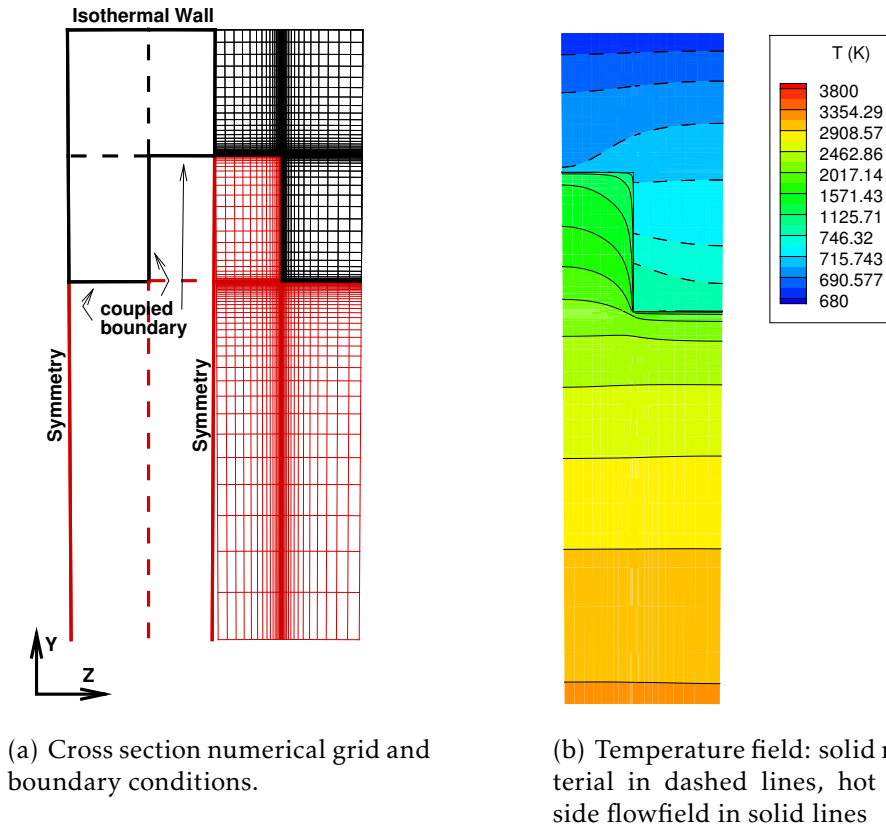 Isothermal Wall
coupled
boundary
Symmetry
Symmetry
Y
Z
T (K)
3800
3354.29
2908.57
2462.86
2017.14
1571.43
1125.71
746.32
715.743
690.577
680
(a) Cross section numerical grid and
boundary conditions.
(b) Temperature field: solid
terial in dashed lines, hot
side flowfield in solid lines